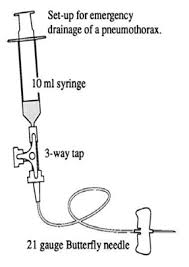 Set-up for emergency
drainage of a pneumothorax.
10 ml syringe
3-way tap
21 gauge Butterfly needle